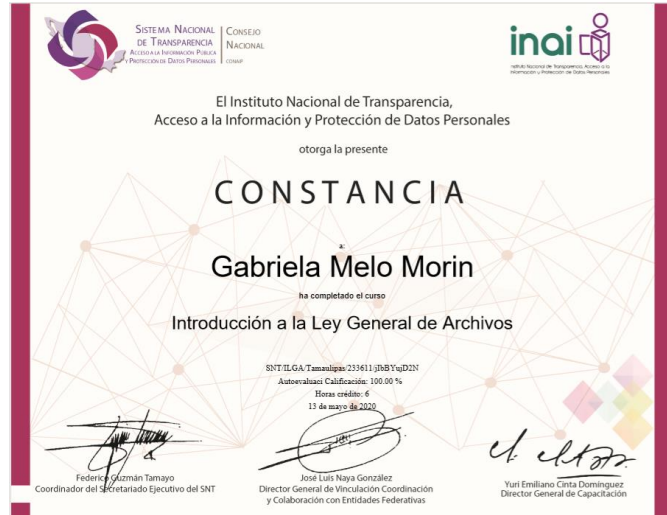 SISTEMA NACIONAL
DE TRANSPARENCIA
ACCESO A LA INFORMACIÓN PÚBLICA
Y PROTECCIÓN DE DATOS PERSONALES
CONSEJO
NACIONAL
CONAIP
inai
Instituto Nacional de Transparencia, Acceso a la
Información y Protección de Datos Personales
El Instituto Nacional de Transparencia,
Acceso a la Información y Protección de Datos Personales
otorga la presente
CONSTANCIA
a:
Gabriela Melo Morin
ha completado el curso
Introducción a la Ley General de Archivos
SNT/ILGA/Tamaulipas/233611/jIbBYujD2N
Autoevaluaci Calificación: 100.00 %
Horas crédito: 6
13 de mayo de 2020
Federico Guzmán Tamayo
Coordinador del Secretariado Ejecutivo del SNT
José Luis Naya González
Director General de Vinculación Coordinación
y Colaboración con Entidades Federativas
Yuri Emiliano Cinta Domínguez
Director General de Capacitación